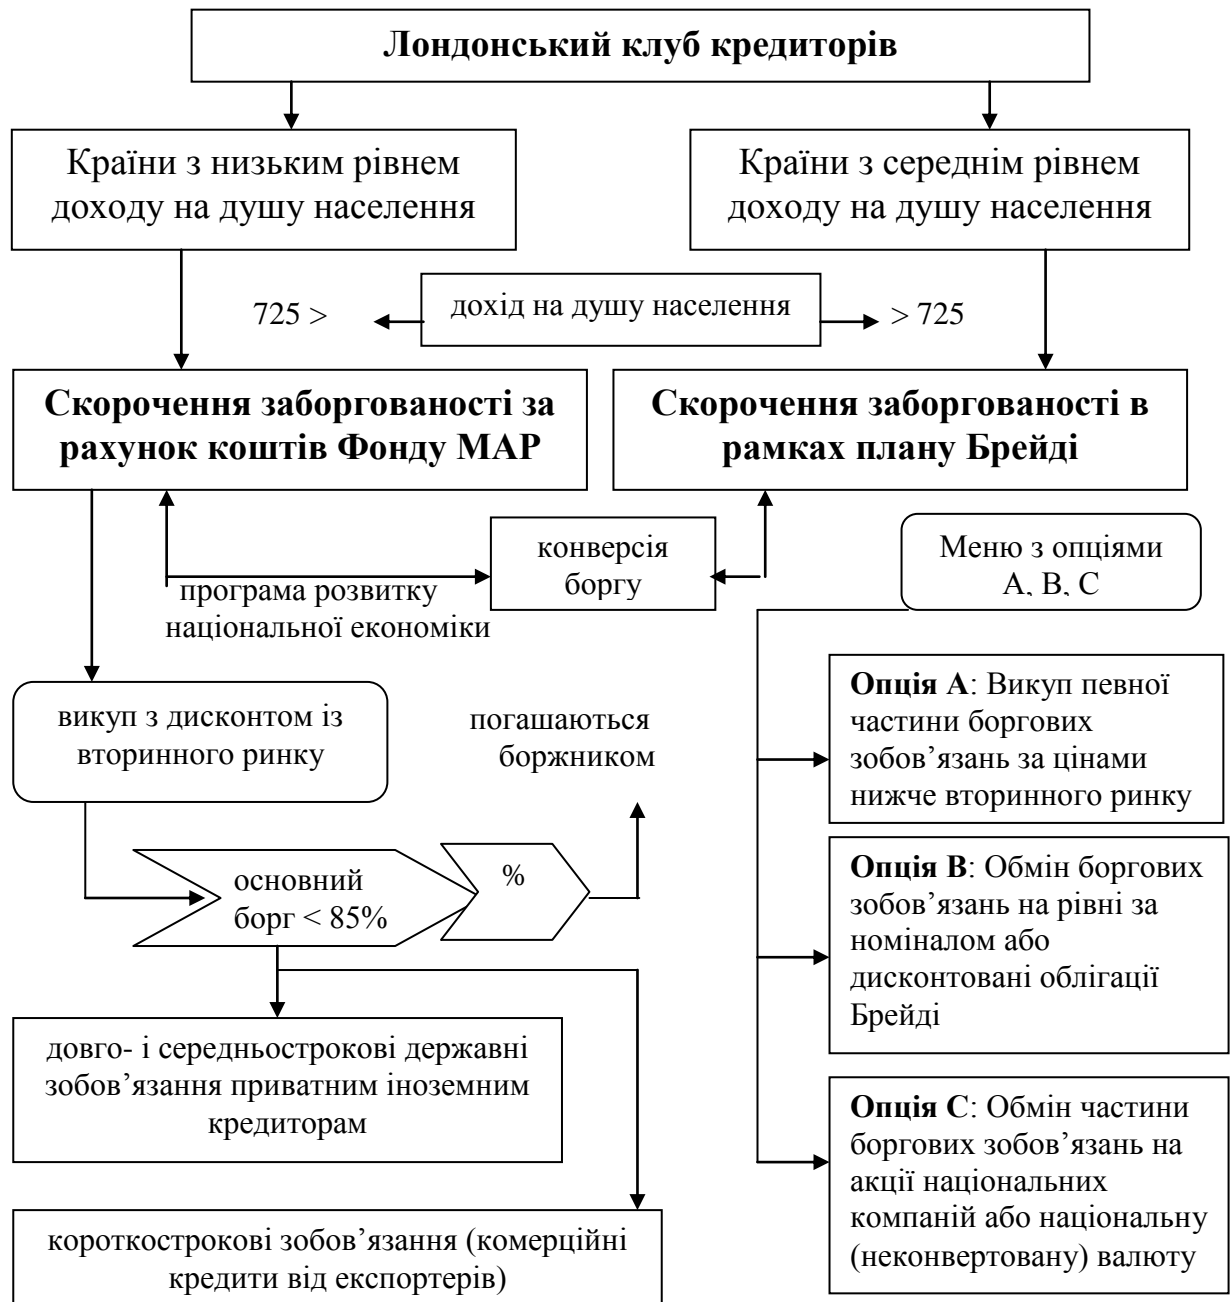 Лондонський клуб кредиторів
Країни з низьким рівнем
доходу на душу населення
Країни з середнім рівнем
доходу на душу населення
725 >
дохід на душу населення
> 725
Скорочення заборгованості за
рахунок коштів Фонду МАР
Скорочення заборгованості в
рамках плану Брейді
конверсія
боргу
програма розвитку
національної економіки
Меню з опціями
А, В, С
викуп з дисконтом із
вторинного ринку
погашаються
боржником
основний
борг < 85%
%
довго- і середньострокові державні
зобов’язання приватним іноземним
кредиторам
короткострокові зобов’язання (комерційні
кредити від експортерів)
Опція А: Викуп певної
частини боргових
зобов’язань за цінами
нижче вторинного ринку
Опція В: Обмін боргових
зобов’язань на рівні за
номіналом або
дисконтовані облігації
Брейді
Опція С: Обмін частини
боргових зобов’язань на
акції національних
компаній або національну
(неконвертовану) валюту